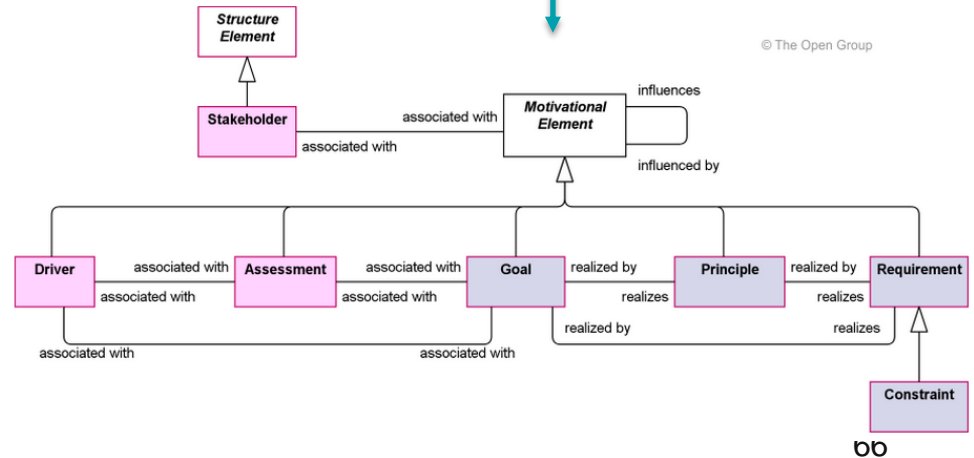 Structure
Element
© The Open Group
influences
Motivational
Element
associated with
Stakeholder
associated with
influenced by
Driver
associated with
Assessment
associated with
Goal
realized by
Principle
realized by
Requirement
associated with
associated with
realizes
realizes
realized by
realizes
associated with
associated with
Constraint